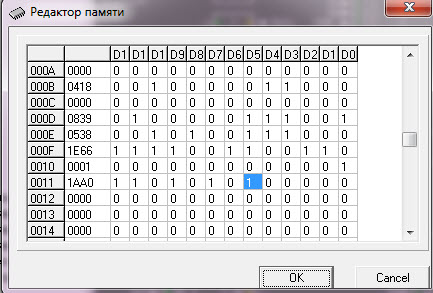 Редактор памяти
D1 D1 D1 D9 D8 D7 D6 D5 D4 D3 D2 D1 D0
000A 0000 0 0 0 0 0 0 0 0 0 0 0 0 0
000B 0418 0 0 1 0 0 0 0 0 1 1 0 0 0
000C 0000 0 0 0 0 0 0 0 0 0 0 0 0 0
000D 0839 0 1 0 0 0 0 0 1 1 1 0 0 1
000E 0538 0 0 1 0 1 0 0 1 1 1 0 0 0
000F 1E66 1 1 1 1 0 0 1 1 0 0 1 1 0
0010 0001 0 0 0 0 0 0 0 0 0 0 0 0 1
0011 1AA0 1 1 0 1 0 1 0 1 0 0 0 0 0
0012 0000 0 0 0 0 0 0 0 0 0 0 0 0 0
0013 0000 0 0 0 0 0 0 0 0 0 0 0 0 0
0014 0000 0 0 0 0 0 0 0 0 0 0 0 0 0
OK Cancel